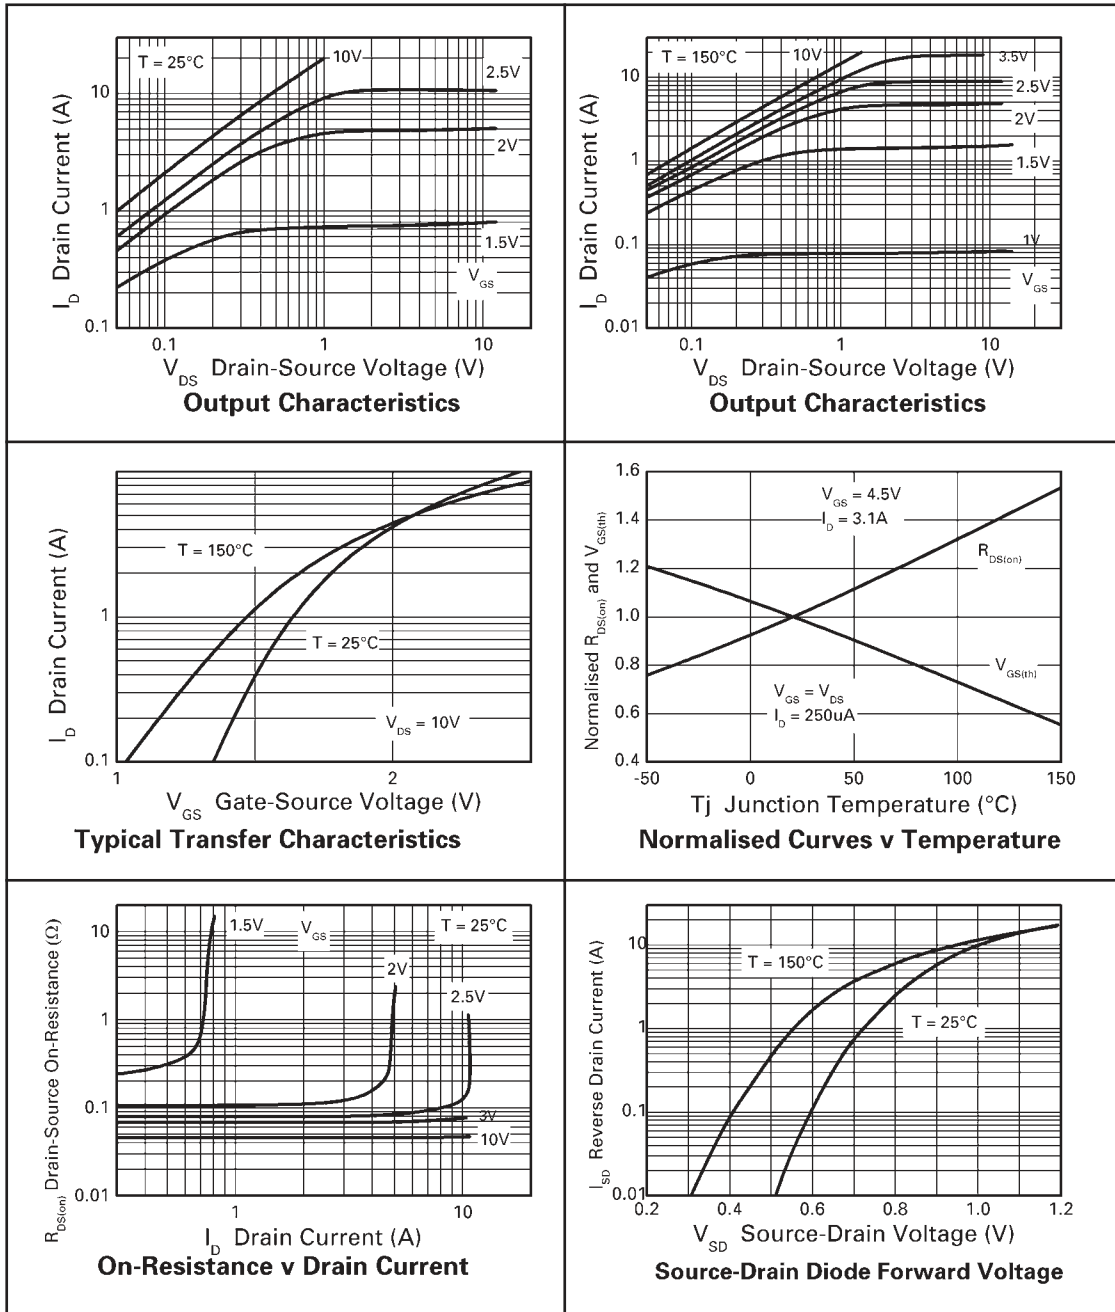 T = 25°C
10V
2.5V
2V
1.5V
V_GS
10
1
0.1
0.1
1
10
I_D Drain Current (A)
V_DS Drain-Source Voltage (V)
Output Characteristics
T = 150°C
10V
3.5V
2.5V
2V
1.5V
1V
V_GS
10
1
0.1
0.01
0.1
1
10
I_D Drain Current (A)
V_DS Drain-Source Voltage (V)
Output Characteristics
T = 150°C
T = 25°C
V_DS = 10V
1
0.1
1
2
I_D Drain Current (A)
V_GS Gate-Source Voltage (V)
Typical Transfer Characteristics
1.6
1.4
1.2
1.0
0.8
0.6
0.4
V_GS = 4.5V
I_D = 3.1A
R_DS(on)
V_GS(th)
V_GS = V_DS
I_D = 250uA
-50
0
50
100
150
Normalised R_DS(on) and V_GS(th)
Tj Junction Temperature (°C)
Normalised Curves v Temperature
1.5V
V_GS
T = 25°C
2V
2.5V
3V
10V
10
1
0.1
0.01
1
10
R_DS(on) Drain-Source On-Resistance (Ω)
I_D Drain Current (A)
On-Resistance v Drain Current
T = 150°C
T = 25°C
10
1
0.1
0.01
0.2
0.4
0.6
0.8
1.0
1.2
I_SD Reverse Drain Current (A)
V_SD Source-Drain Voltage (V)
Source-Drain Diode Forward Voltage